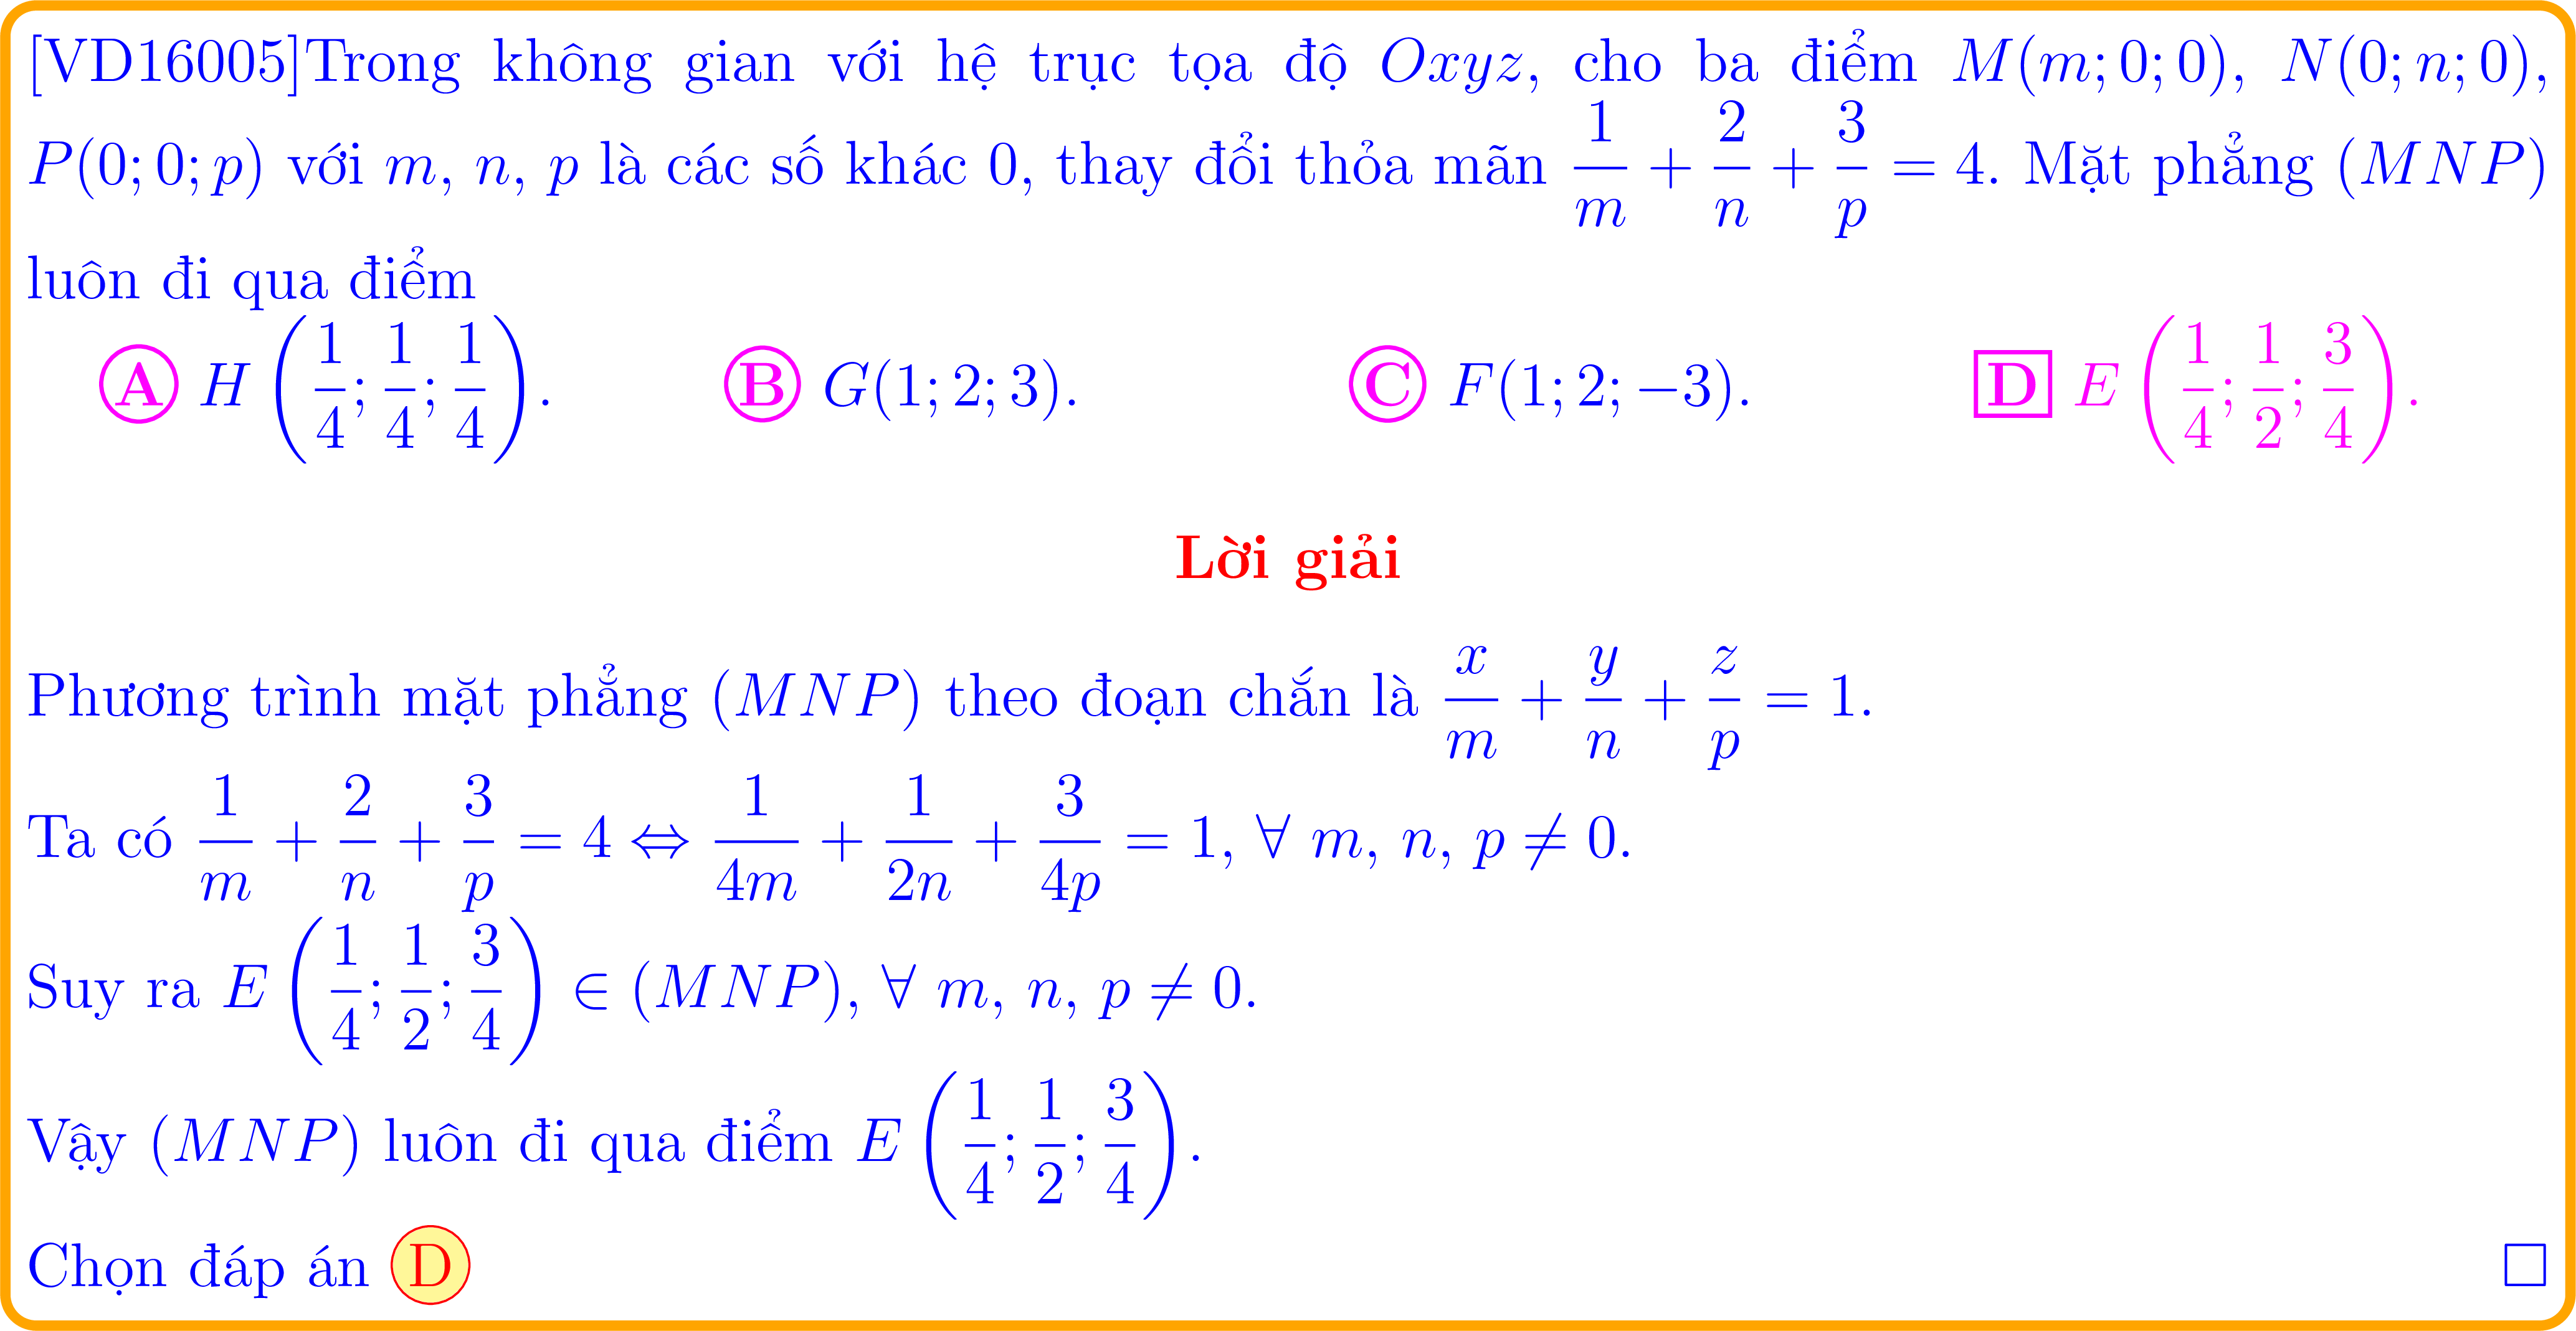 [VD16005]Trong không gian với hệ trục tọa độ Oxyz, cho ba điểm M(m; 0; 0), N(0; n; 0),
P(0; 0; p) với m, n, p là các số khác 0, thay đổi thỏa mãn \frac{1}{m} + \frac{2}{n} + \frac{3}{p} = 4. Mặt phẳng (MNP)
luôn đi qua điểm
A H\left(\frac{1}{4}; \frac{1}{4}; \frac{1}{4}\right). B G(1; 2; 3). C F(1; 2; −3). D E\left(\frac{1}{4}; \frac{1}{2}; \frac{3}{4}\right).
Lời giải
Phương trình mặt phẳng (MNP) theo đoạn chắn là \frac{x}{m} + \frac{y}{n} + \frac{z}{p} = 1.
Ta có \frac{1}{m} + \frac{2}{n} + \frac{3}{p} = 4 ⇔ \frac{1}{4m} + \frac{1}{2n} + \frac{3}{4p} = 1, ∀ m, n, p ≠ 0.
Suy ra E\left(\frac{1}{4}; \frac{1}{2}; \frac{3}{4}\right) ∈ (MNP), ∀ m, n, p ≠ 0.
Vậy (MNP) luôn đi qua điểm E\left(\frac{1}{4}; \frac{1}{2}; \frac{3}{4}\right).
Chọn đáp án D □